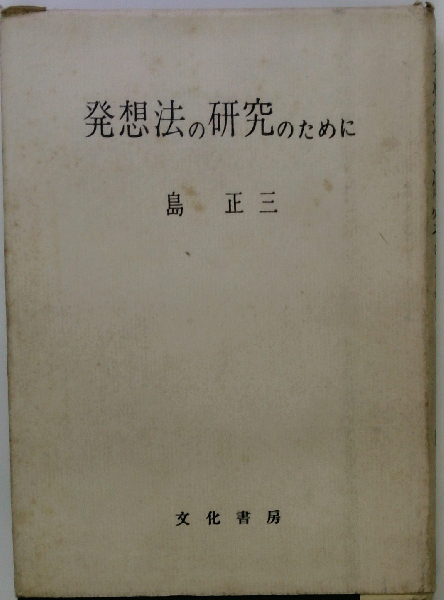 発想法の研究のために
島 正三
文化書房